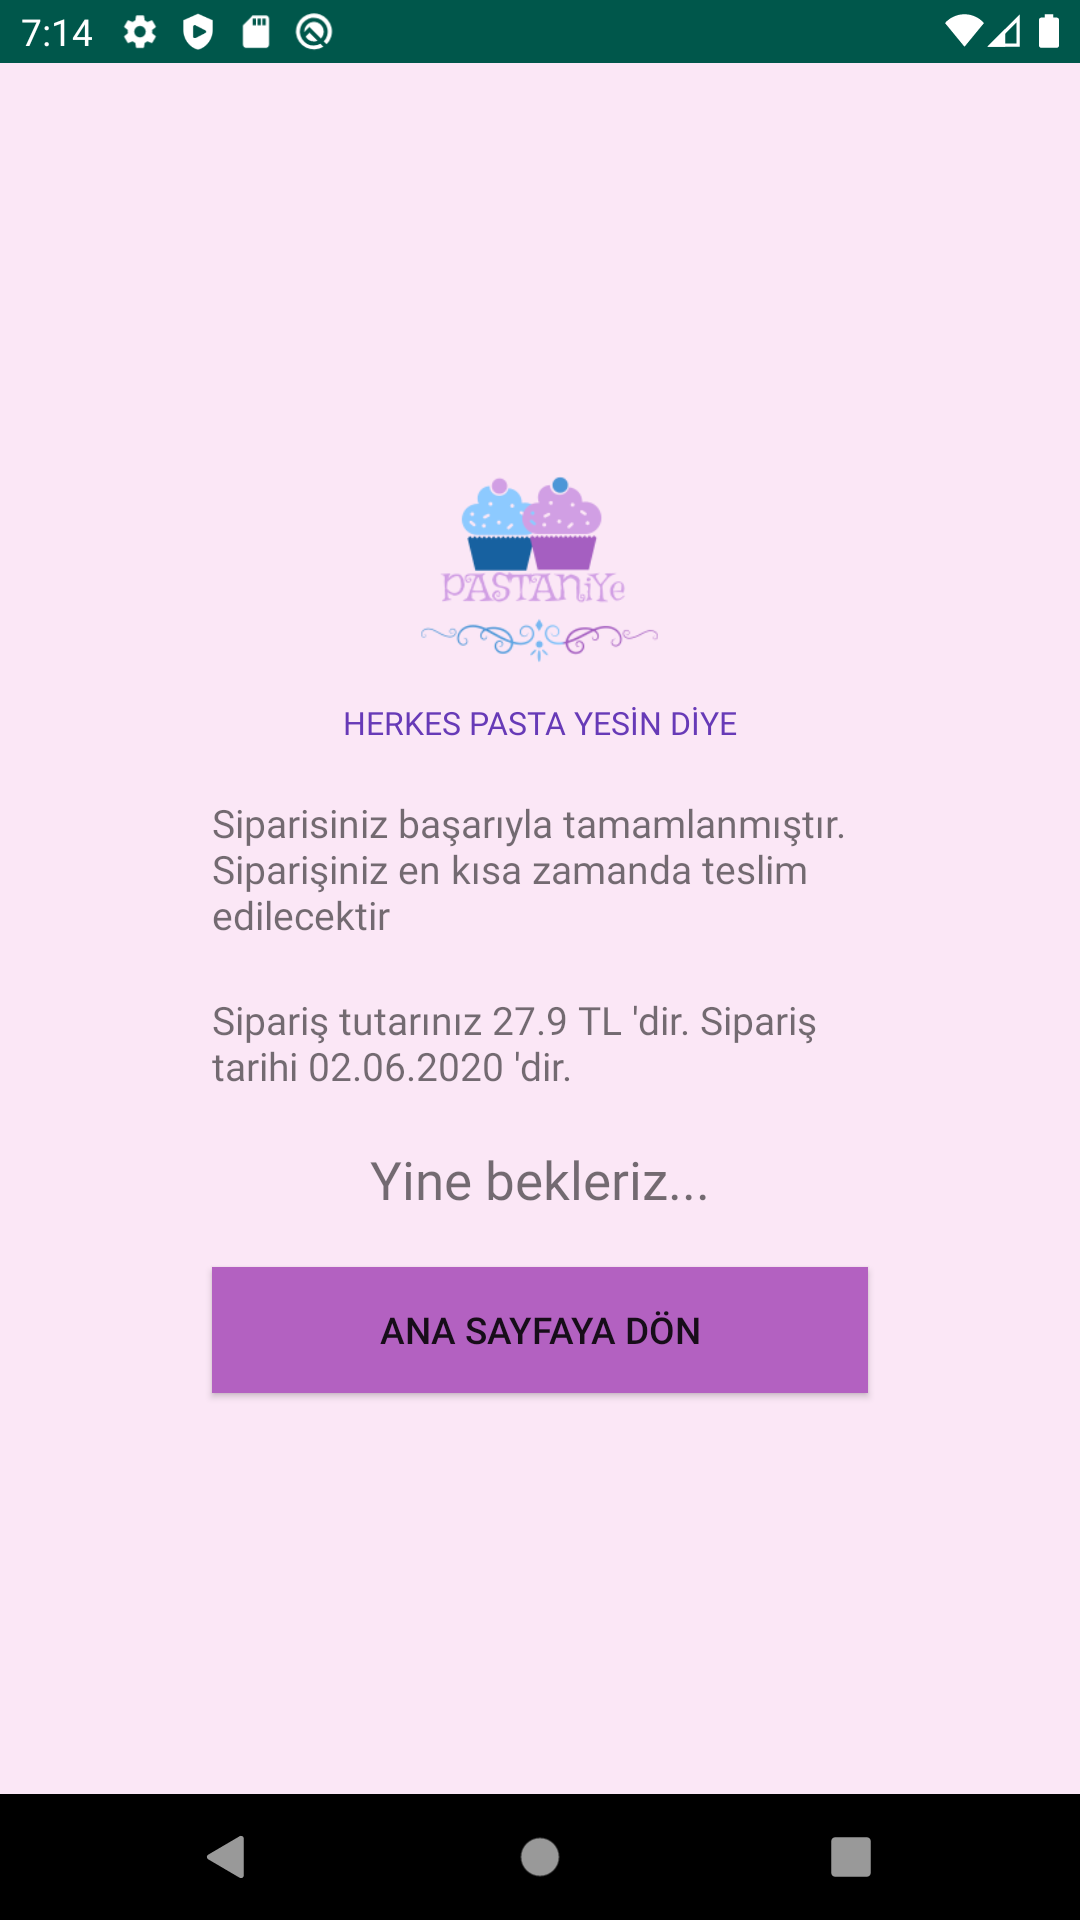 7:14
PASTANiYe
HERKES PASTA YESİN DİYE
Siparisiniz başarıyla tamamlanmıştır.
Siparişiniz en kısa zamanda teslim
edilecektir
Sipariş tutarınız 27.9 TL 'dir. Sipariş
tarihi 02.06.2020 'dir.
Yine bekleriz...
ANA SAYFAYA DÖN